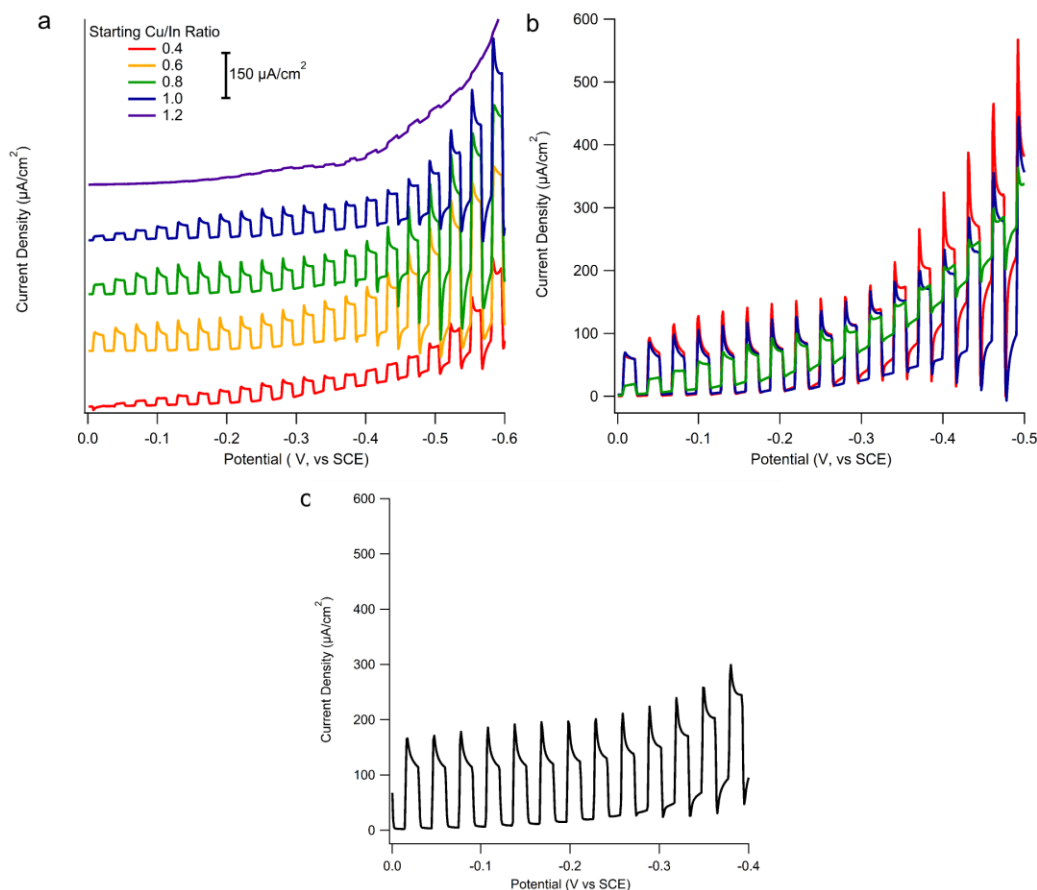 a
Starting Cu/In Ratio
0.4
0.6
0.8
1.0
1.2
150 µA/cm²
Current Density (µA/cm²)
0.0 -0.1 -0.2 -0.3 -0.4 -0.5 -0.6
Potential ( V, vs SCE)
b
600
500
400
300
200
100
0
Current Density (µA/cm²)
0.0 -0.1 -0.2 -0.3 -0.4 -0.5
Potential (V, vs SCE)
c
600
500
400
300
200
100
0
Current Density (µA/cm²)
0.0 -0.1 -0.2 -0.3 -0.4
Potential (V vs SCE)